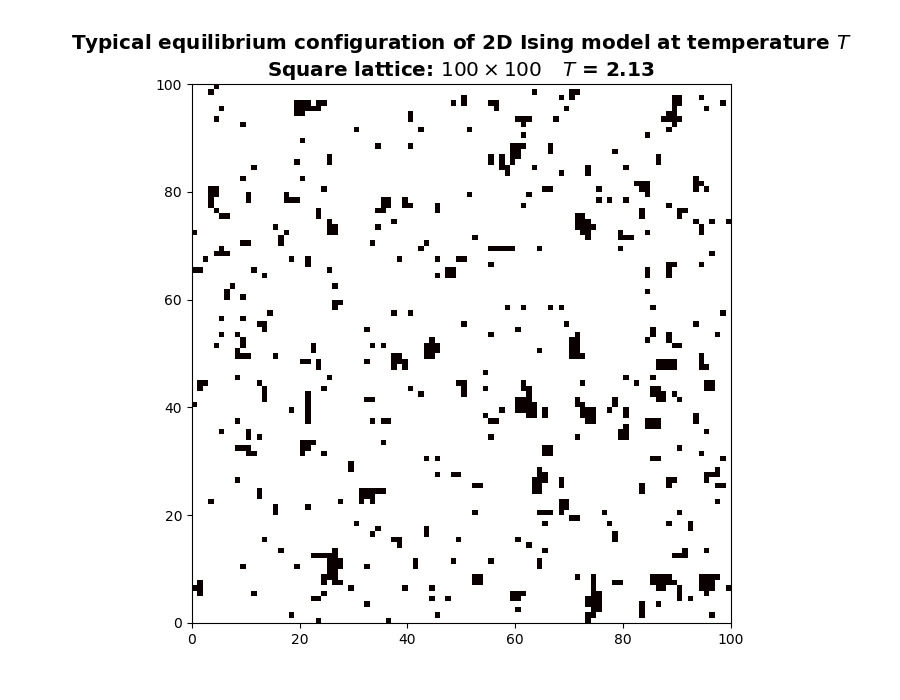 Typical equilibrium configuration of 2D Ising model at temperature T
Square lattice: 100 × 100 T = 2.13
100
80
60
40
20
0
0 20 40 60 80 100